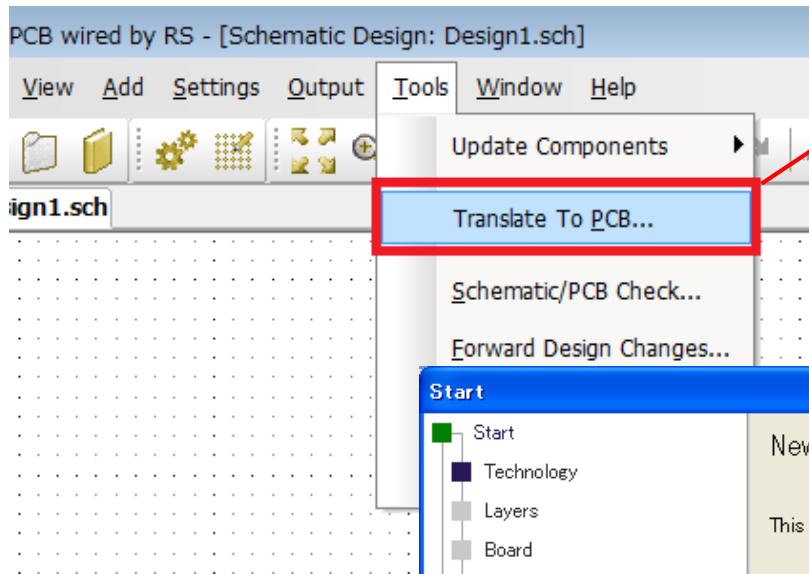 PCB wired by RS - [Schematic Design: Design1.sch]
View Add Settings Output Tools Window Help
Update Components
ign1.sch
Translate To PCB...
Schematic/PCB Check...
Forward Design Changes...
Start
Start
Technology
Layers
Board
New
This